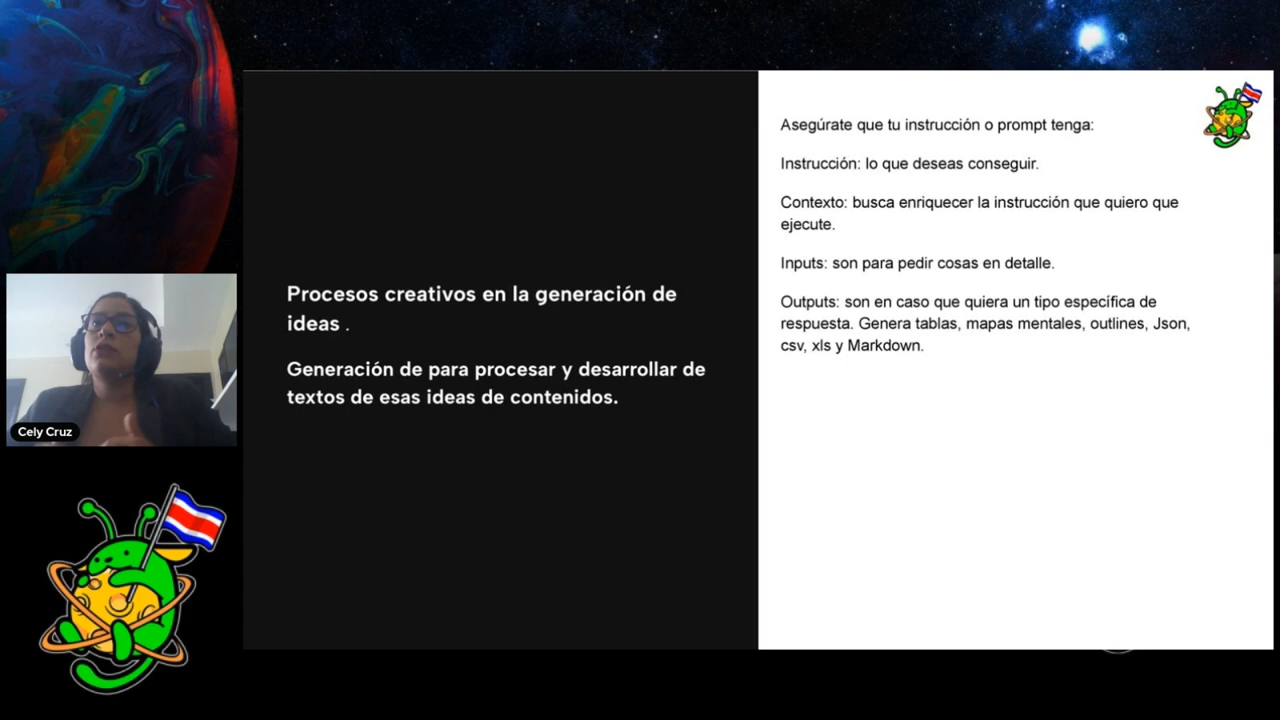 Procesos creativos en la generación de
ideas .
Generación de para procesar y desarrollar de
textos de esas ideas de contenidos.
Asegúrate que tu instrucción o prompt tenga:
Instrucción: lo que deseas conseguir.
Contexto: busca enriquecer la instrucción que quiero que
ejecute.
Inputs: son para pedir cosas en detalle.
Outputs: son en caso que quiera un tipo específica de
respuesta. Genera tablas, mapas mentales, outlines, Json,
csv, xls y Markdown.
Cely Cruz